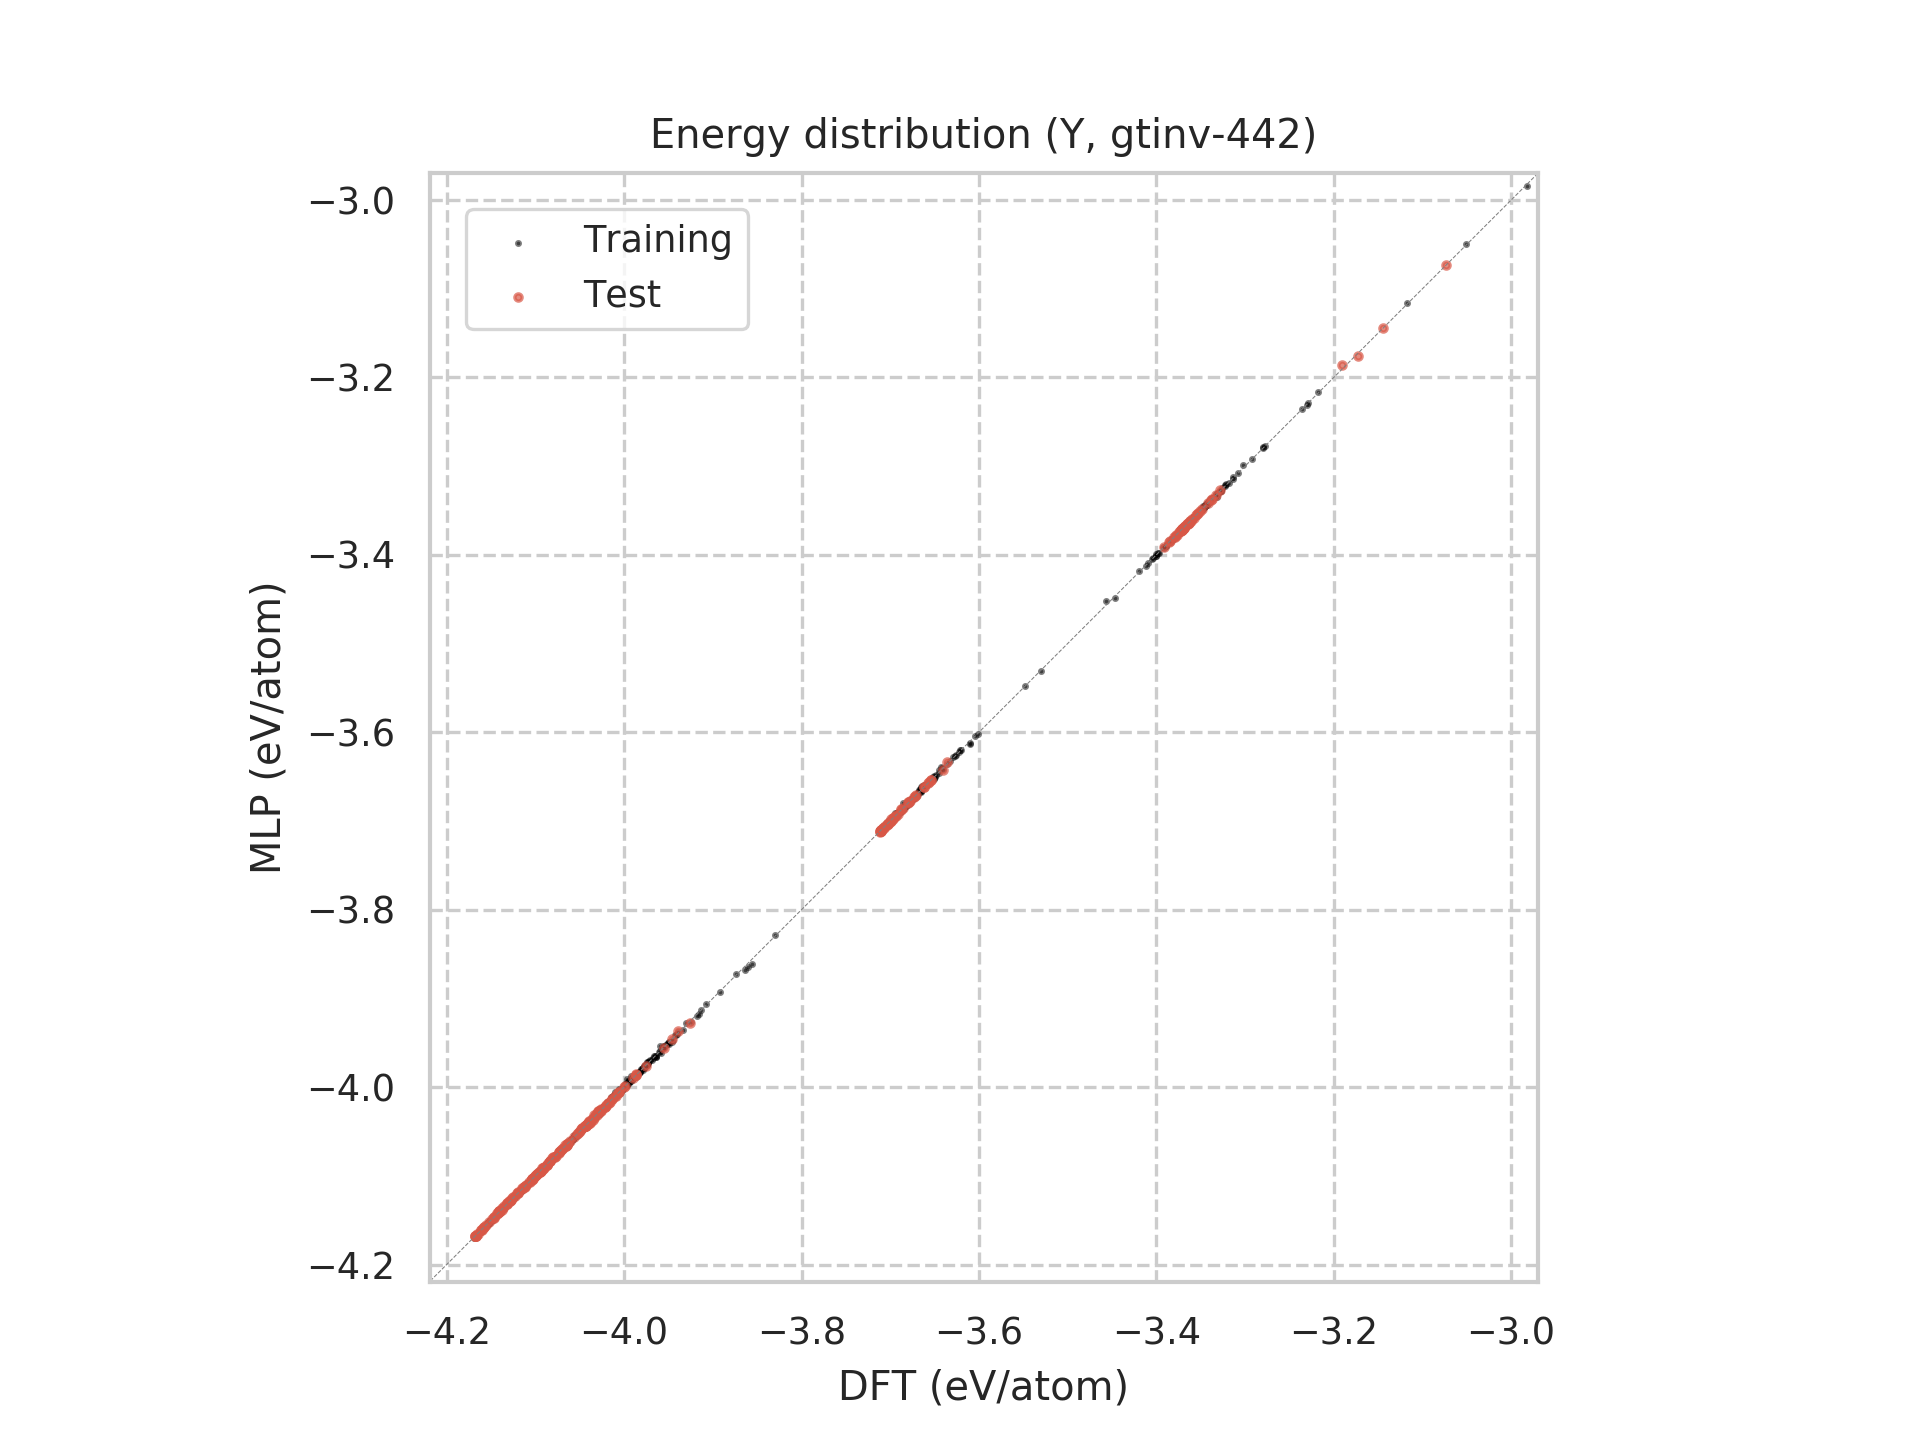 Energy distribution (Y, gtinv-442)
Training
Test
−3.0
−3.2
−3.4
−3.6
−3.8
−4.0
−4.2
MLP (eV/atom)
−4.2 −4.0 −3.8 −3.6 −3.4 −3.2 −3.0
DFT (eV/atom)